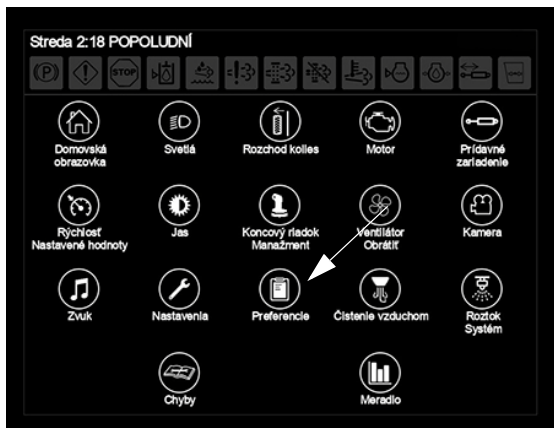 Streda 2:18 POPOLUDNÍ
(P) STOP
Domovská
obrazovka
Svetlá
Rozchod kolies
Motor
Prídavné
zariadenie
Rýchlosť
Nastavené hodnoty
Jas
Koncový riadok
Manažment
Ventilátor
Obrátiť
Kamera
Zvuk
Nastavenia
Preferencie
Čistenie vzduchom
Roztok
Systém
Chyby
Meradlo